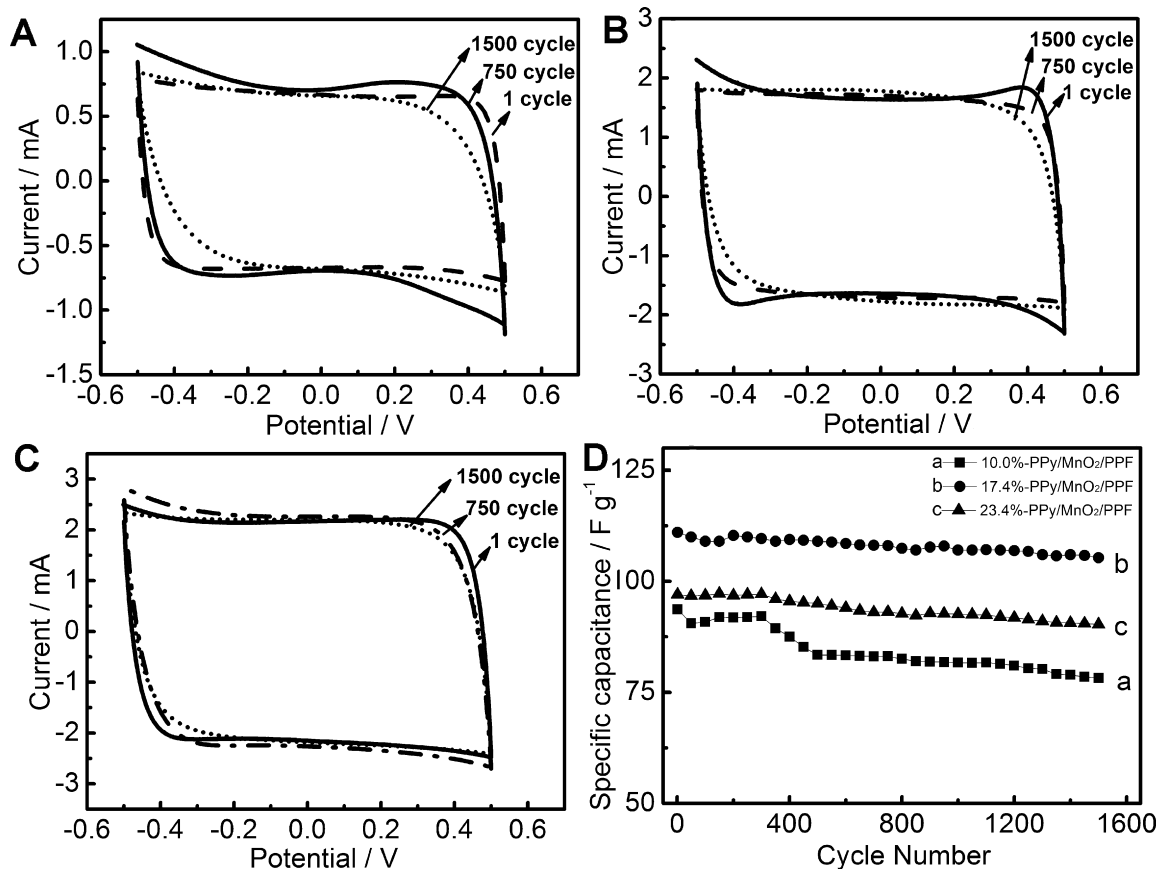 A
1500 cycle
750 cycle
1 cycle
1.0
0.5
0.0
-0.5
-1.0
-1.5
Current / mA
-0.6 -0.4 -0.2 0.0 0.2 0.4 0.6
Potential / V
B
1500 cycle
750 cycle
1 cycle
3
2
1
0
-1
-2
-3
Current / mA
-0.6 -0.4 -0.2 0.0 0.2 0.4 0.6
Potential / V
C
1500 cycle
750 cycle
1 cycle
3
2
1
0
-1
-2
-3
Current / mA
-0.6 -0.4 -0.2 0.0 0.2 0.4 0.6
Potential / V
D
a 10.0%-PPy/MnO₂/PPF
b 17.4%-PPy/MnO₂/PPF
c 23.4%-PPy/MnO₂/PPF
125
100
75
50
Specific capacitance / F g⁻¹
b
c
a
0 400 800 1200 1600
Cycle Number